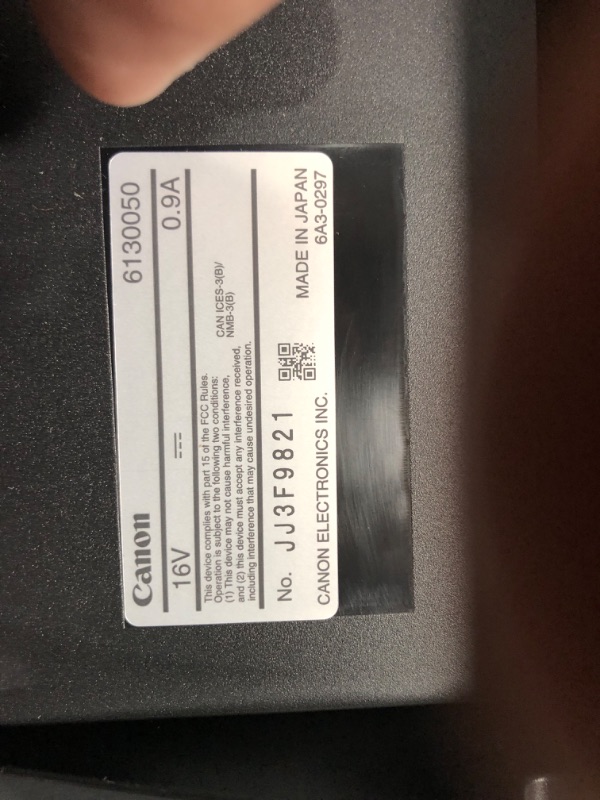 Canon 6130050
16V ⎓ 0.9A
This device complies with part 15 of the FCC Rules.
Operation is subject to the following two conditions:
(1) This device may not cause harmful interference,
and (2) this device must accept any interference received,
including interference that may cause undesired operation.
CAN ICES-3(B)/
NMB-3(B)
No. JJ3F9821
MADE IN JAPAN
CANON ELECTRONICS INC. 6A3-0297